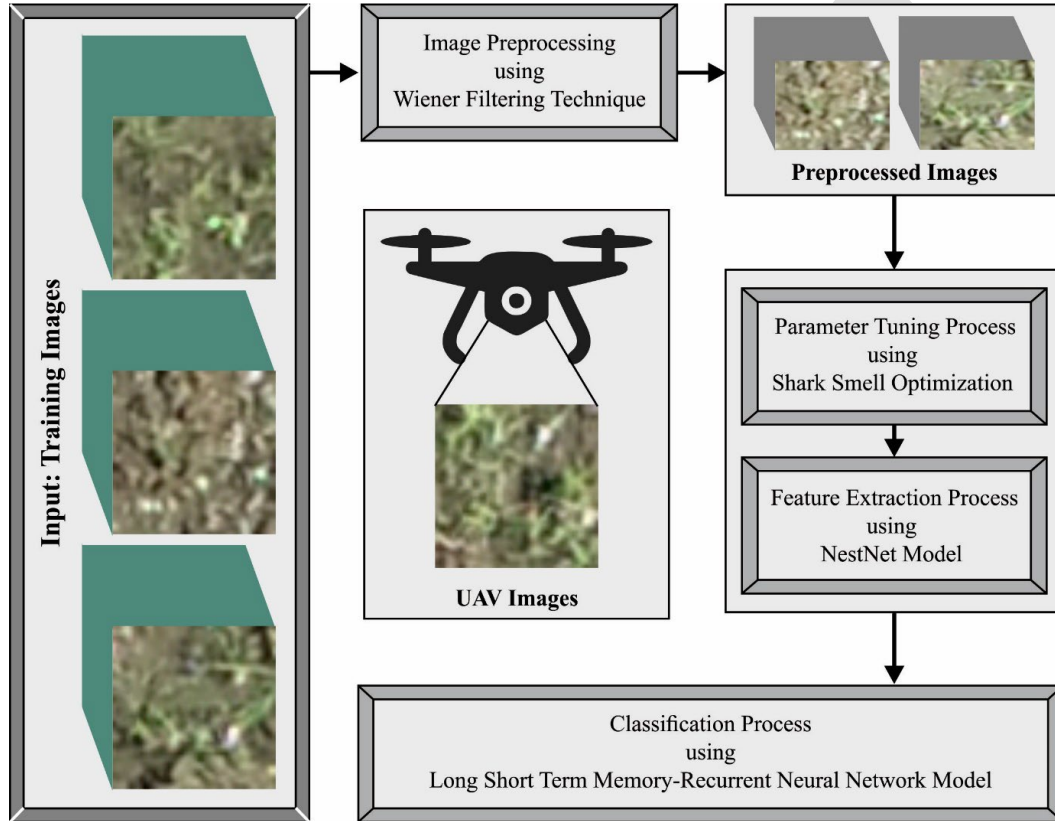 Input: Training Images
Image Preprocessing
using
Wiener Filtering Technique
Preprocessed Images
UAV Images
Parameter Tuning Process
using
Shark Smell Optimization
Feature Extraction Process
using
NestNet Model
Classification Process
using
Long Short Term Memory-Recurrent Neural Network Model